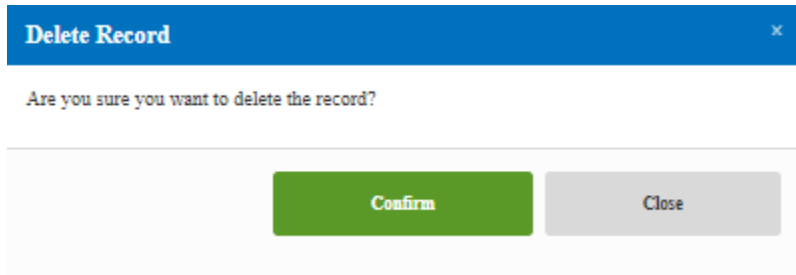 Delete Record
×
Are you sure you want to delete the record?
Confirm
Close